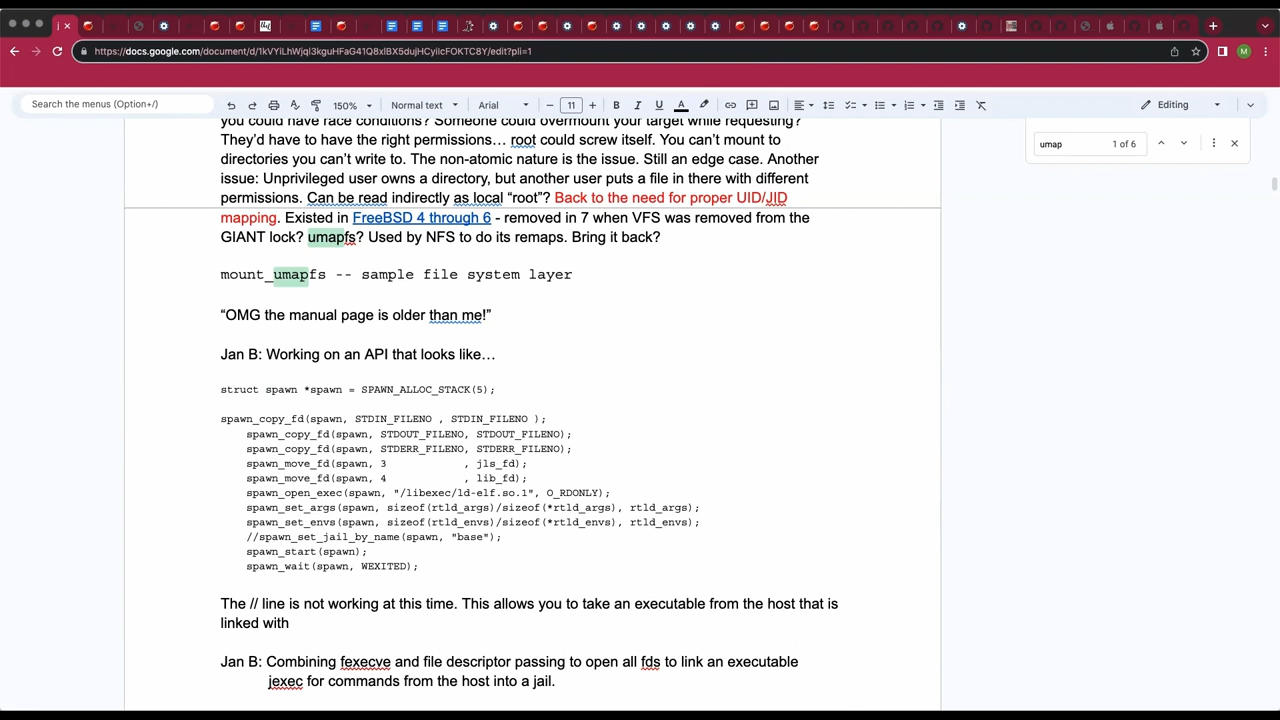 https://docs.google.com/document/d/1kVYiLhWjql3kguHFaG41Q8xlBX5dujHCyiicFOKTC8Y/edit?pli=1
M
Search the menus (Option+/)
150%
Normal text
Arial
11
B
I
U
A
Editing
umap
1 of 6
you could have race conditions? Someone could overmount your target while requesting?
They'd have to have the right permissions… root could screw itself. You can't mount to
directories you can't write to. The non-atomic nature is the issue. Still an edge case. Another
issue: Unprivileged user owns a directory, but another user puts a file in there with different
permissions. Can be read indirectly as local “root”? Back to the need for proper UID/JID
mapping. Existed in FreeBSD 4 through 6 - removed in 7 when VFS was removed from the
GIANT lock? umapfs? Used by NFS to do its remaps. Bring it back?
mount_umapfs -- sample file system layer
“OMG the manual page is older than me!”
Jan B: Working on an API that looks like…
struct spawn *spawn = SPAWN_ALLOC_STACK(5);
spawn_copy_fd(spawn, STDIN_FILENO , STDIN_FILENO );
spawn_copy_fd(spawn, STDOUT_FILENO, STDOUT_FILENO);
spawn_copy_fd(spawn, STDERR_FILENO, STDERR_FILENO);
spawn_move_fd(spawn, 3 , jls_fd);
spawn_move_fd(spawn, 4 , lib_fd);
spawn_open_exec(spawn, "/libexec/ld-elf.so.1", O_RDONLY);
spawn_set_args(spawn, sizeof(rtld_args)/sizeof(*rtld_args), rtld_args);
spawn_set_envs(spawn, sizeof(rtld_envs)/sizeof(*rtld_envs), rtld_envs);
//spawn_set_jail_by_name(spawn, "base");
spawn_start(spawn);
spawn_wait(spawn, WEXITED);
The // line is not working at this time. This allows you to take an executable from the host that is
linked with
Jan B: Combining fexecve and file descriptor passing to open all fds to link an executable
jexec for commands from the host into a jail.